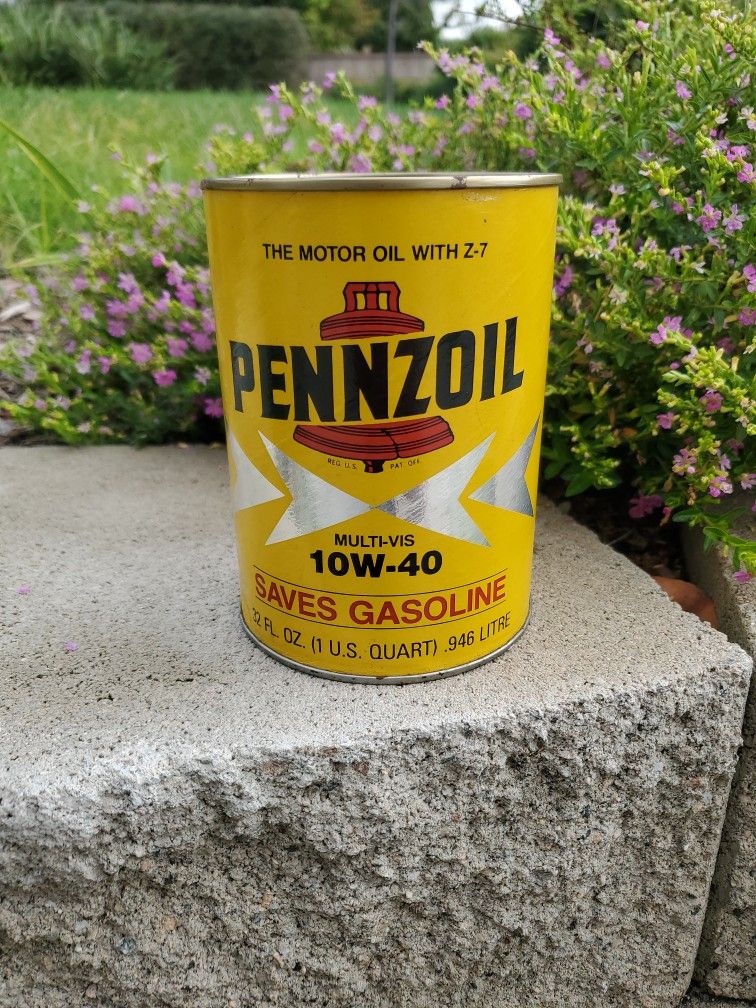 THE MOTOR OIL WITH Z-7
PENNZOIL
REG. U.S. PAT. OFF.
MULTI-VIS
10W-40
SAVES GASOLINE
32 FL. OZ. (1 U.S. QUART) .946 LITRE